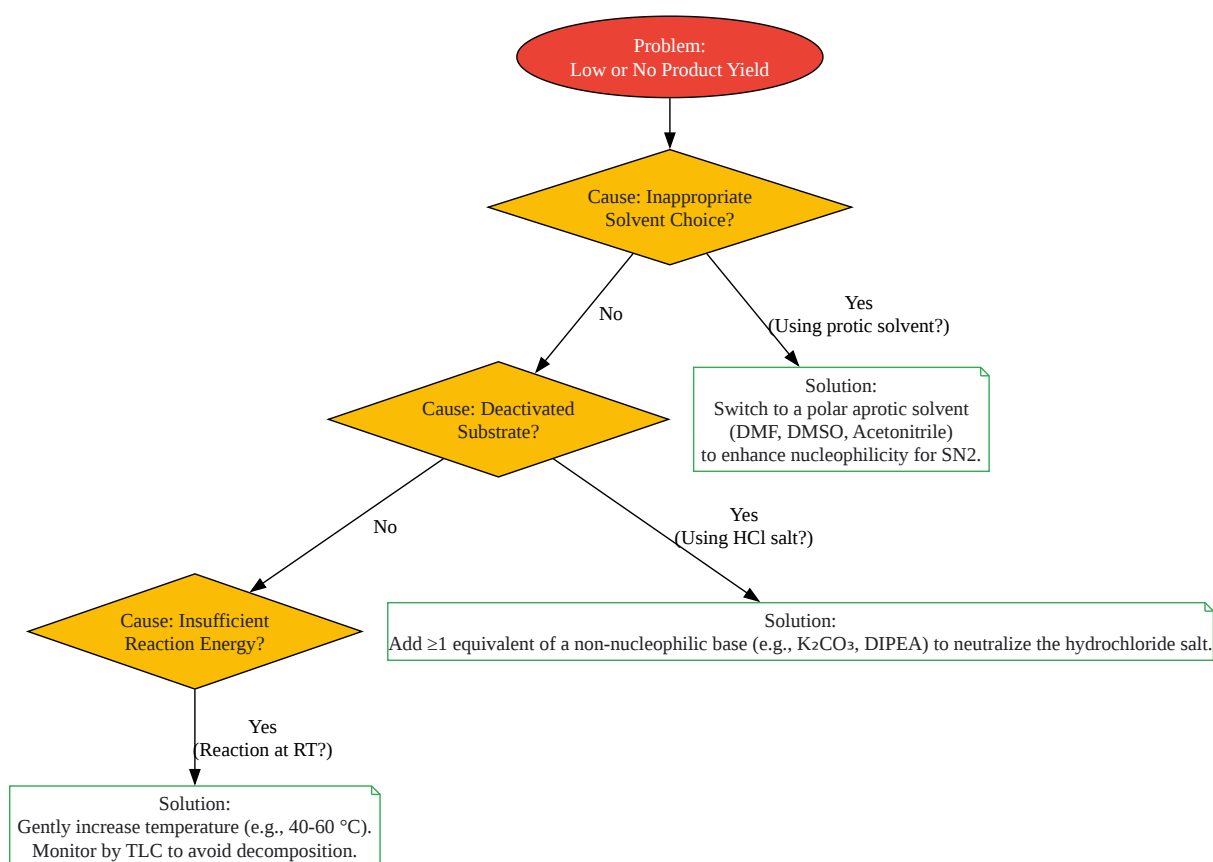 Problem:
Low or No Product Yield
Cause: Inappropriate
Solvent Choice?
No
Yes
(Using protic solvent?)
Cause: Deactivated
Substrate?
Solution:
Switch to a polar aprotic solvent
(DMF, DMSO, Acetonitrile)
to enhance nucleophilicity for SN2.
No
Yes
(Using HCl salt?)
Cause: Insufficient
Reaction Energy?
Solution:
Add ≥1 equivalent of a non-nucleophilic base (e.g., K₂CO₃, DIPEA) to neutralize the hydrochloride salt.
Yes
(Reaction at RT?)
Solution:
Gently increase temperature (e.g., 40-60 °C).
Monitor by TLC to avoid decomposition.